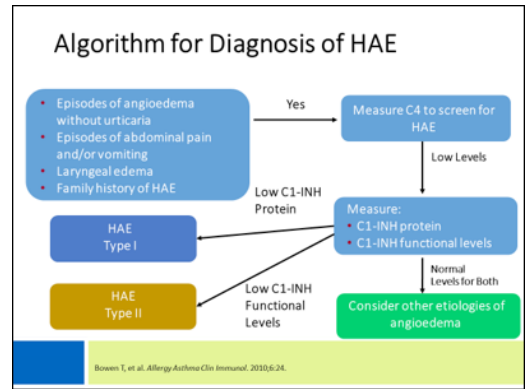 Algorithm for Diagnosis of HAE
• Episodes of angioedema
without urticaria
• Episodes of abdominal pain
and/or vomiting
• Laryngeal edema
• Family history of HAE
Yes
Measure C4 to screen for
HAE
Low Levels
Measure:
• C1-INH protein
• C1-INH functional levels
Low C1-INH
Protein
HAE
Type I
Low C1-INH
Functional
Levels
HAE
Type II
Normal
Levels for Both
Consider other etiologies of
angioedema
Bowen T, et al. Allergy Asthma Clin Immunol. 2010;6:24.